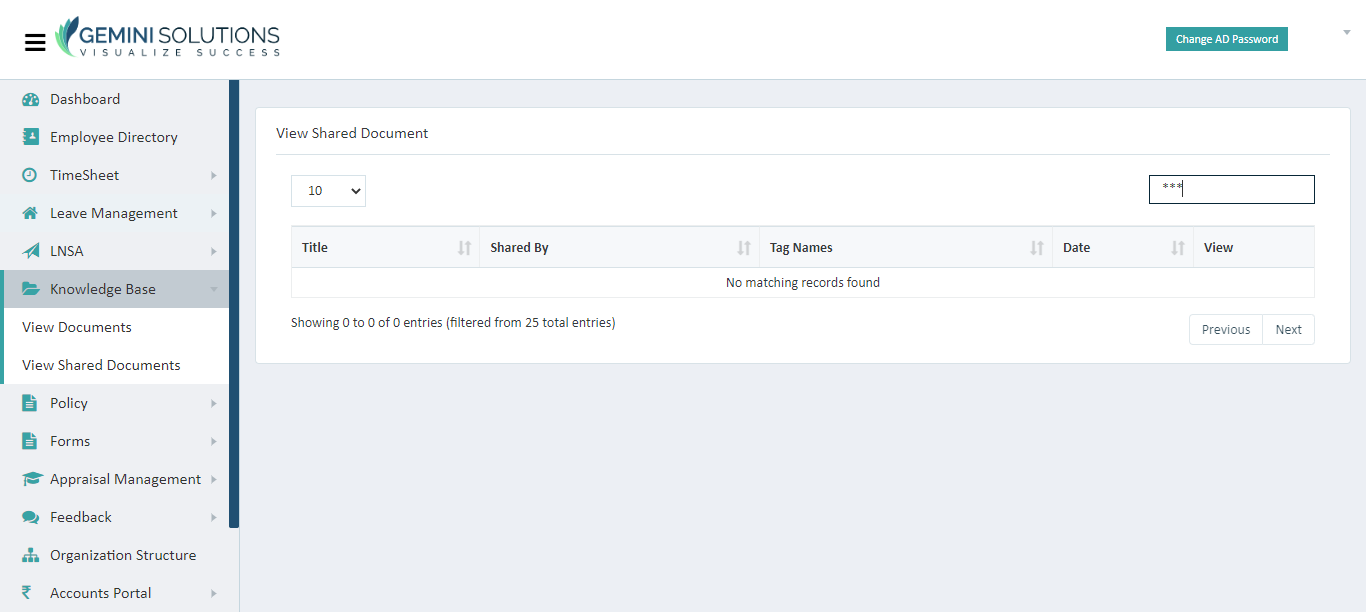 GEMINI SOLUTIONS
VISUALIZE SUCCESS
Change AD Password
Dashboard
Employee Directory
TimeSheet
Leave Management
LNSA
Knowledge Base
View Documents
View Shared Documents
Policy
Forms
Appraisal Management
Feedback
Organization Structure
₹ Accounts Portal
View Shared Document
10
***
Title Shared By Tag Names Date View
No matching records found
Showing 0 to 0 of 0 entries (filtered from 25 total entries)
Previous Next